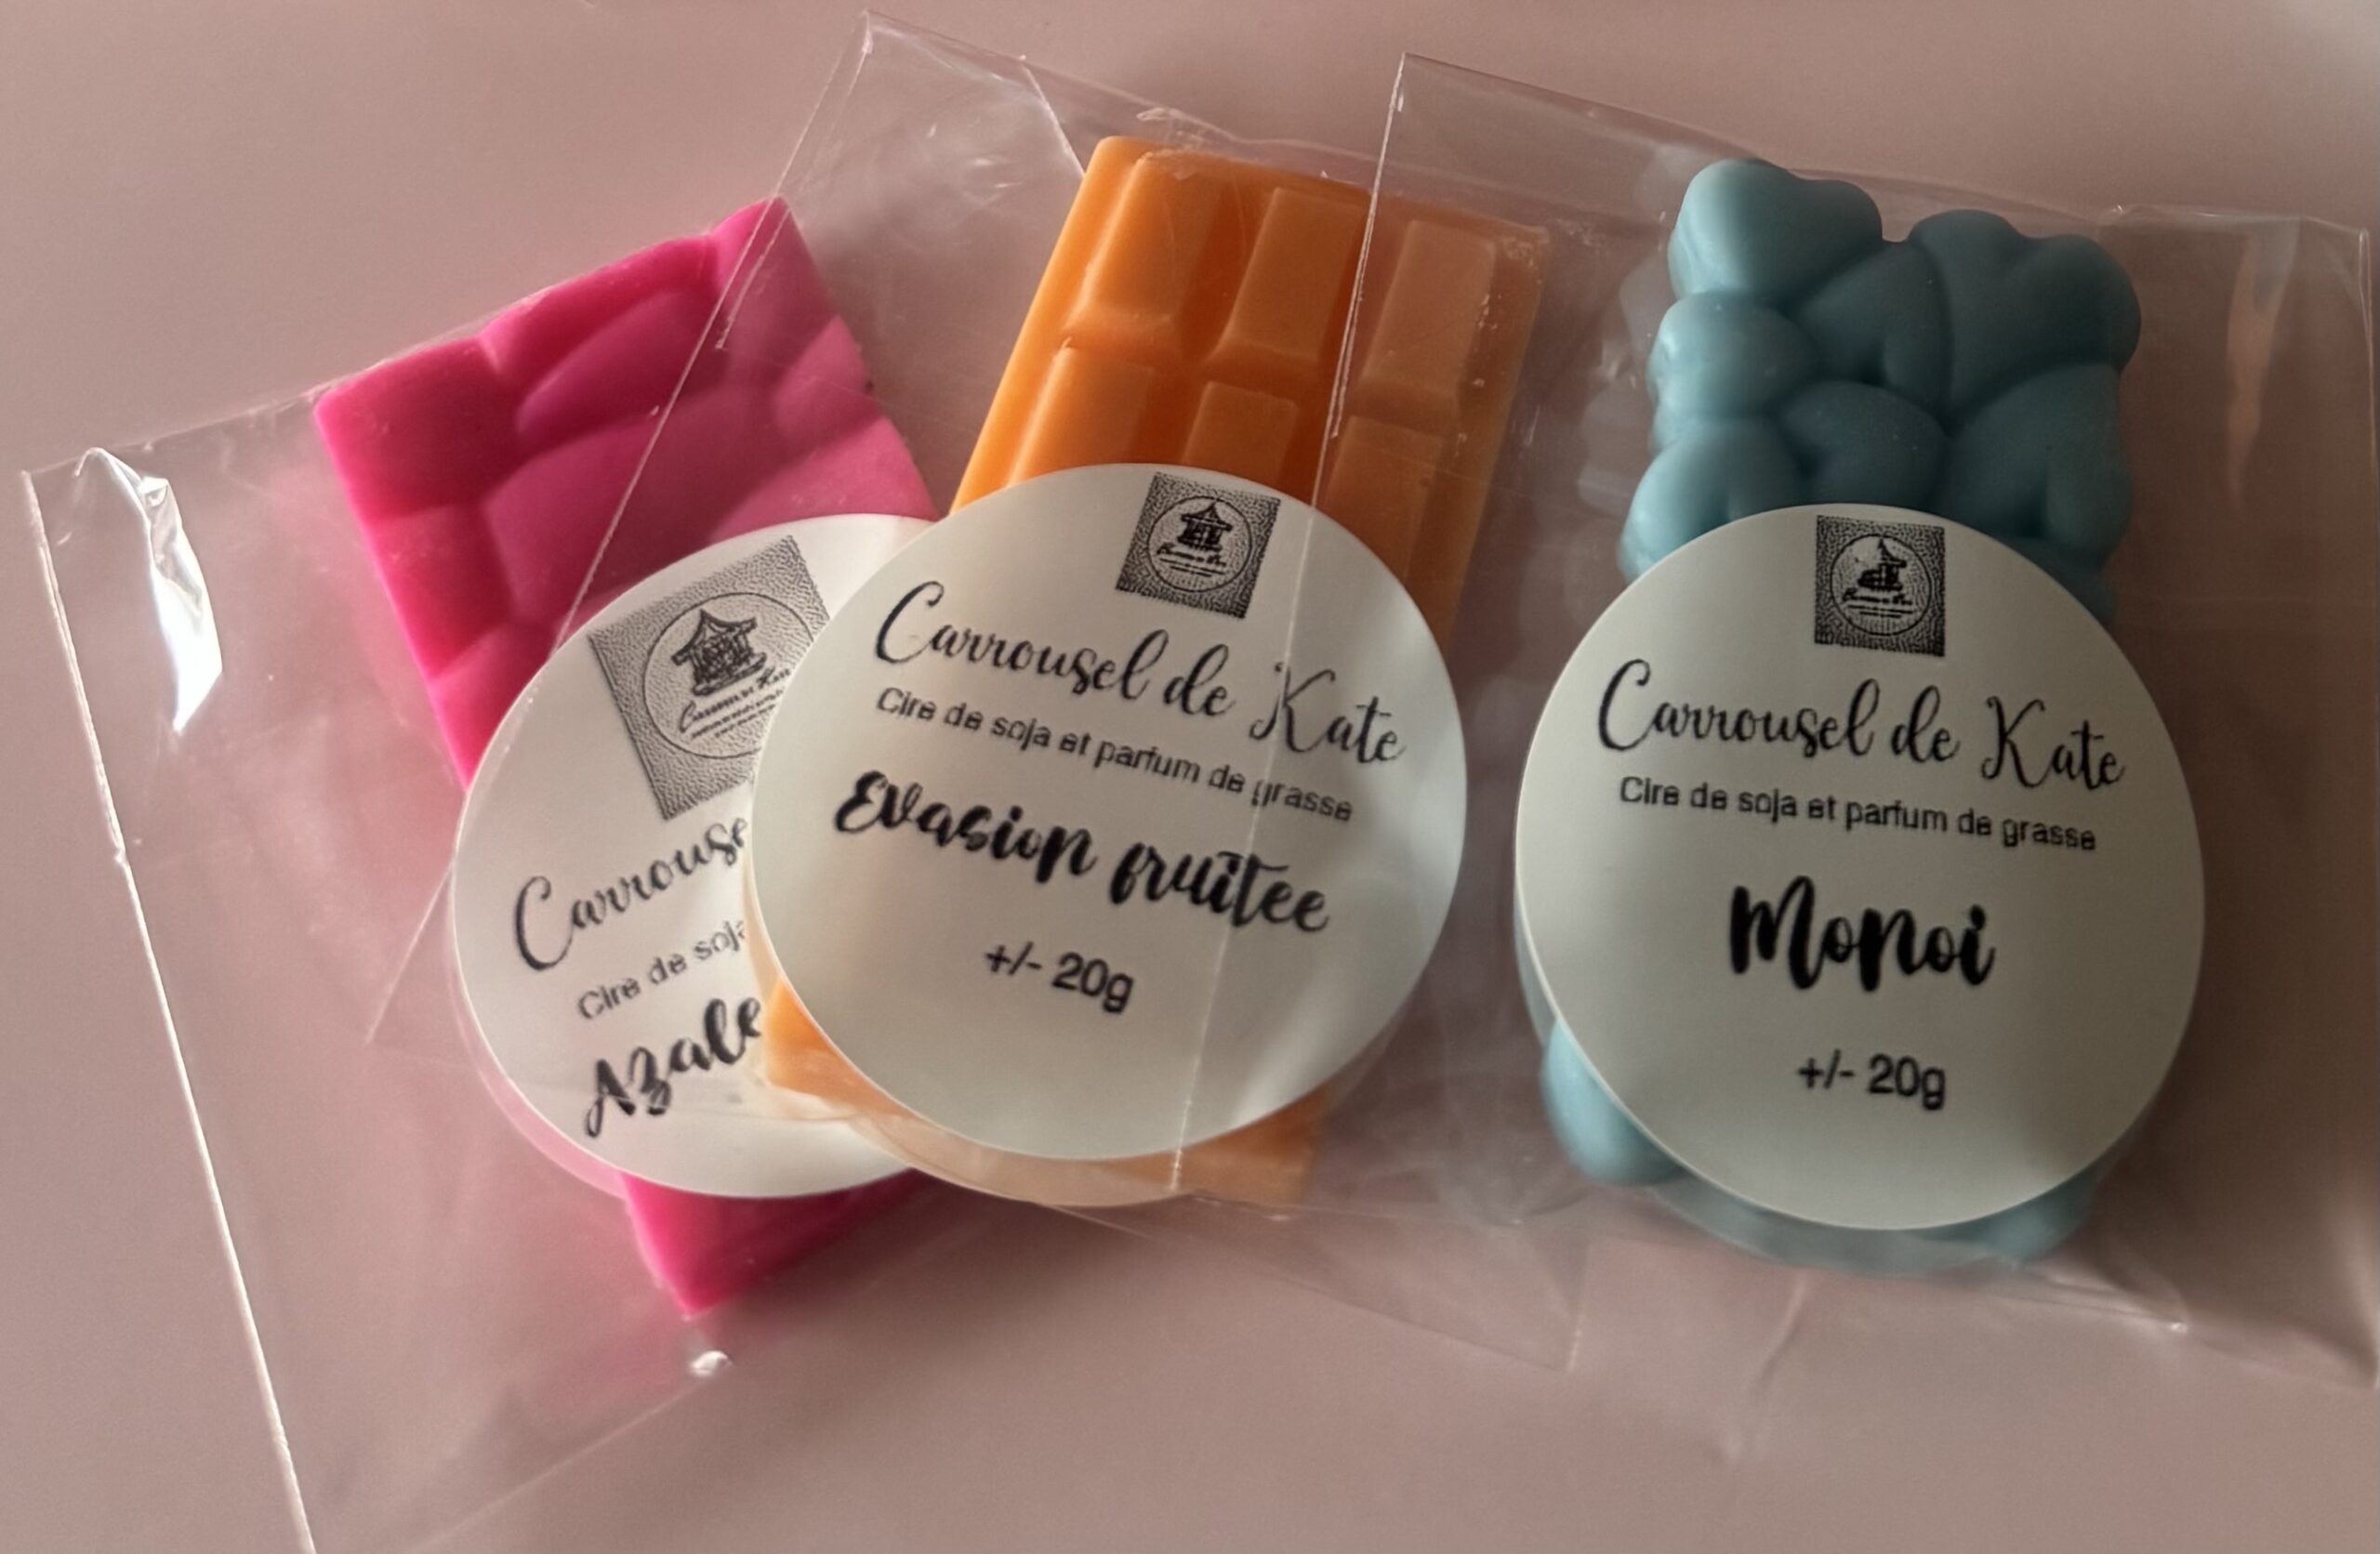 Carrouse
Cire de soja
Azale
Carrousel de Kate
Cire de soja et parfum de grasse
Evasion fruitee
+/- 20g
Carrousel de Kate
Cire de soja et parfum de grasse
Monoi
+/- 20g